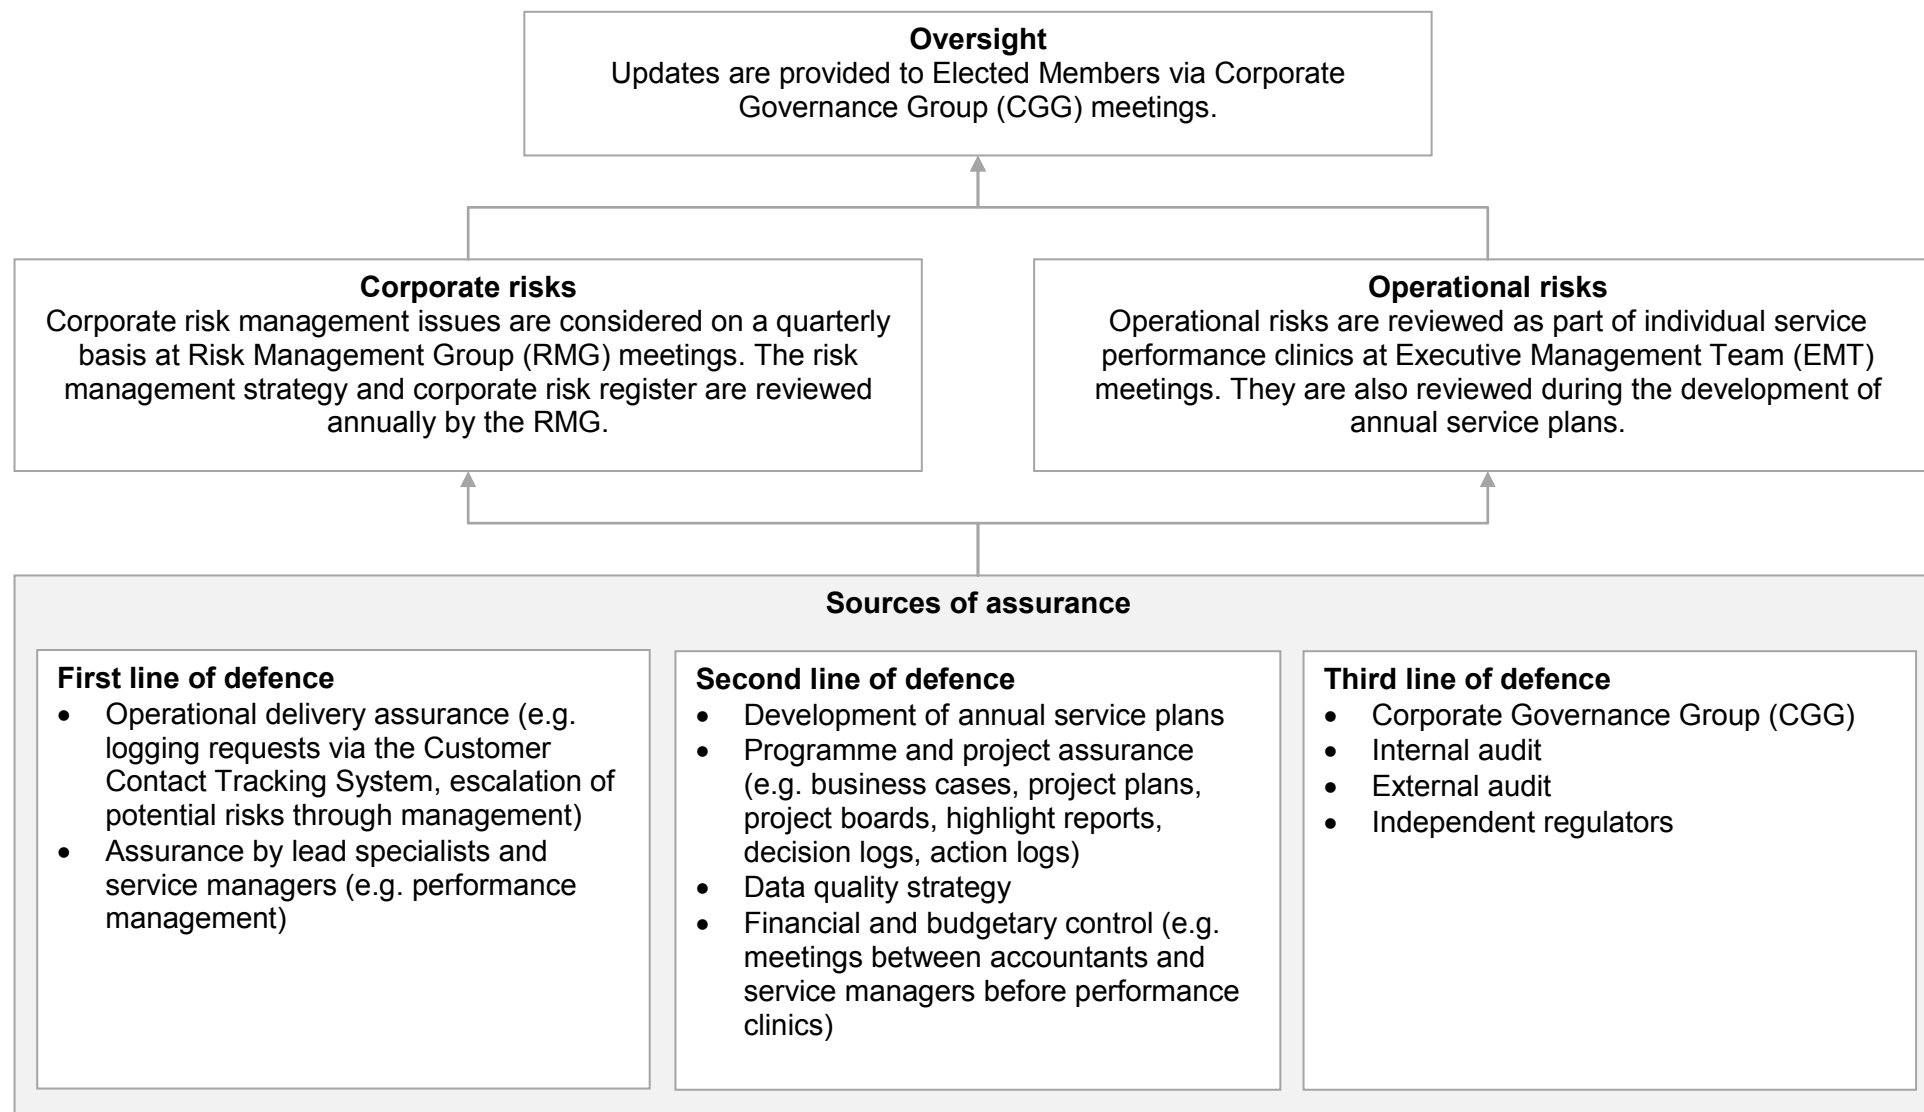 Oversight
Updates are provided to Elected Members via Corporate
Governance Group (CGG) meetings.
Corporate risks
Corporate risk management issues are considered on a quarterly
basis at Risk Management Group (RMG) meetings. The risk
management strategy and corporate risk register are reviewed
annually by the RMG.
Operational risks
Operational risks are reviewed as part of individual service
performance clinics at Executive Management Team (EMT)
meetings. They are also reviewed during the development of
annual service plans.
Sources of assurance
First line of defence
• Operational delivery assurance (e.g.
logging requests via the Customer
Contact Tracking System, escalation of
potential risks through management)
• Assurance by lead specialists and
service managers (e.g. performance
management)
Second line of defence
• Development of annual service plans
• Programme and project assurance
(e.g. business cases, project plans,
project boards, highlight reports,
decision logs, action logs)
• Data quality strategy
• Financial and budgetary control (e.g.
meetings between accountants and
service managers before performance
clinics)
Third line of defence
• Corporate Governance Group (CGG)
• Internal audit
• External audit
• Independent regulators